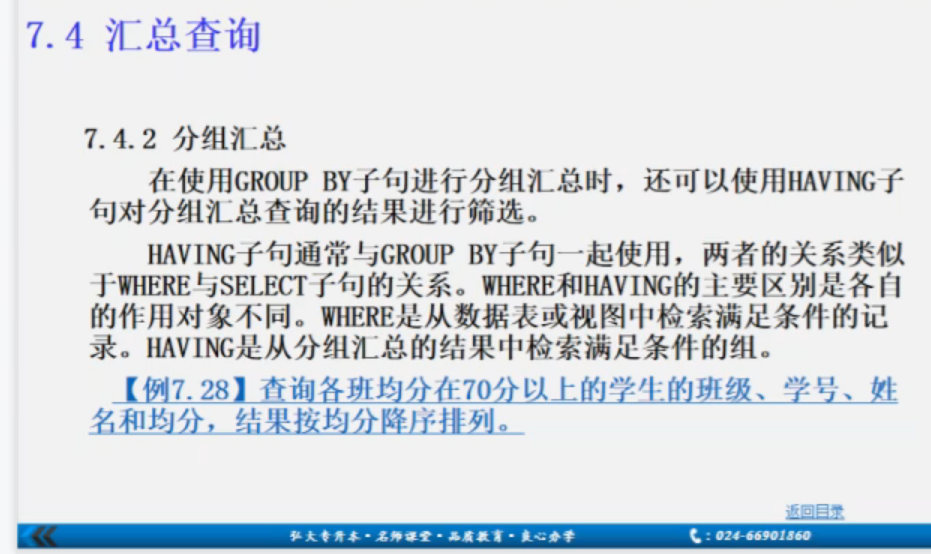 7.4 汇总查询
7.4.2 分组汇总
在使用GROUP BY子句进行分组汇总时，还可以使用HAVING子
句对分组汇总查询的结果进行筛选。
HAVING子句通常与GROUP BY子句一起使用，两者的关系类似
于WHERE与SELECT子句的关系。WHERE和HAVING的主要区别是各自
的作用对象不同。WHERE是从数据表或视图中检索满足条件的记
录。HAVING是从分组汇总的结果中检索满足条件的组。
【例7.28】查询各班均分在70分以上的学生的班级、学号、姓
名和均分，结果按均分降序排列。
返回目录
弘大专升本·名师课堂·品质教育·良心办学
：024-66901860